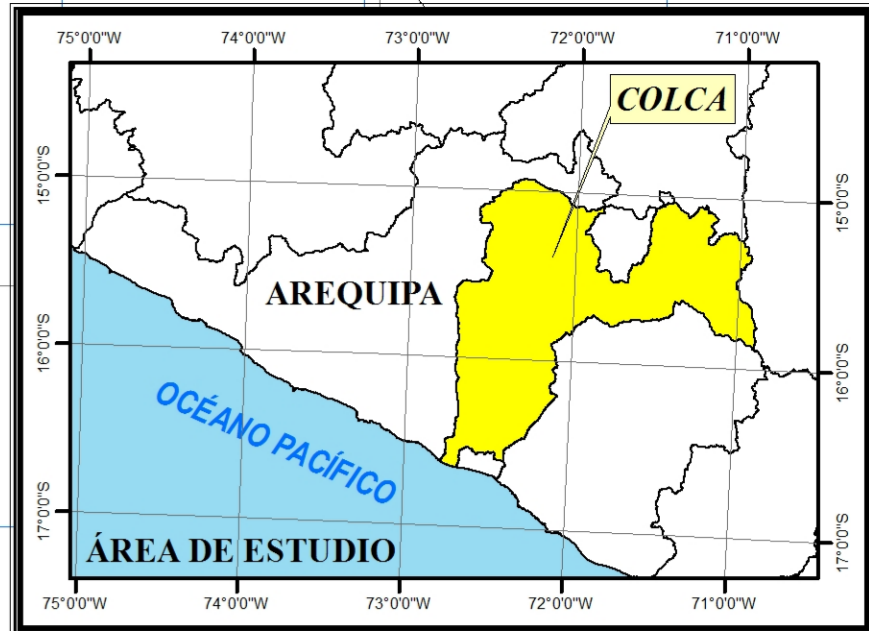 75°0'0"W 74°0'0"W 73°0'0"W 72°0'0"W 71°0'0"W
COLCA
15°0'0"S
15°0'0"S
AREQUIPA
16°0'0"S
16°0'0"S
OCÉANO PACÍFICO
17°0'0"S
17°0'0"S
ÁREA DE ESTUDIO
75°0'0"W 74°0'0"W 73°0'0"W 72°0'0"W 71°0'0"W